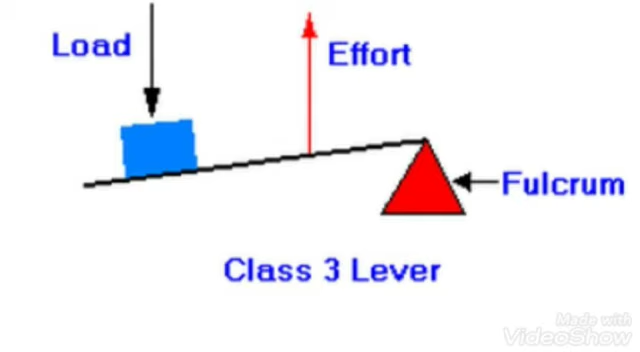 Load
Effort
Fulcrum
Class 3 Lever
Made with
VideoShow